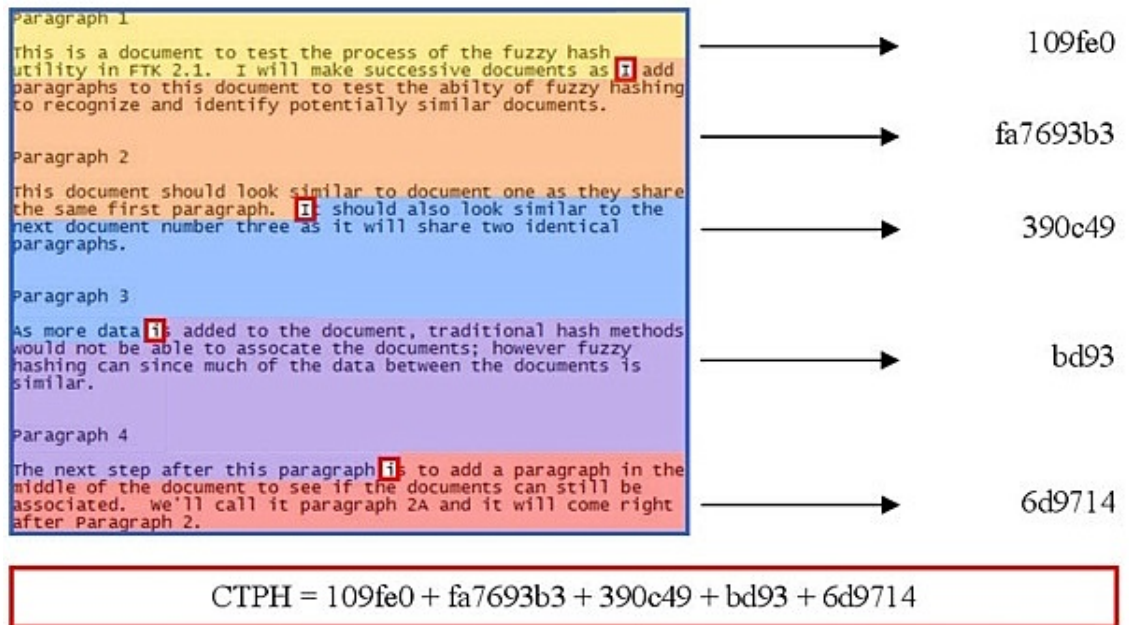 Paragraph 1
This is a document to test the process of the fuzzy hash
utility in FTK 2.1.  I will make successive documents as I add
paragraphs to this document to test the abilty of fuzzy hashing
to recognize and identify potentially similar documents.
Paragraph 2
This document should look similar to document one as they share
the same first paragraph.  It should also look similar to the
next document number three as it will share two identical
paragraphs.
Paragraph 3
As more data is added to the document, traditional hash methods
would not be able to assocate the documents; however fuzzy
hashing can since much of the data between the documents is
similar.
Paragraph 4
The next step after this paragraph is to add a paragraph in the
middle of the document to see if the documents can still be
associated.  We'll call it paragraph 2A and it will come right
after Paragraph 2.
109fe0
fa7693b3
390c49
bd93
6d9714
CTPH = 109fe0 + fa7693b3 + 390c49 + bd93 + 6d9714